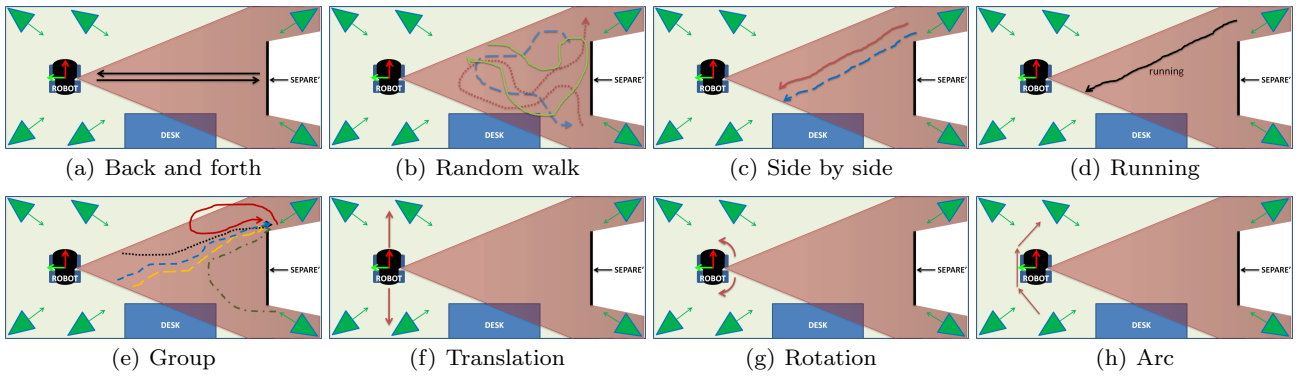 ROBOT
SEPARE'
DESK
(a) Back and forth
ROBOT
SEPARE'
DESK
(b) Random walk
ROBOT
SEPARE'
DESK
(c) Side by side
running
ROBOT
SEPARE'
DESK
(d) Running
ROBOT
SEPARE'
DESK
(e) Group
ROBOT
SEPARE'
DESK
(f) Translation
ROBOT
SEPARE'
DESK
(g) Rotation
ROBOT
SEPARE'
DESK
(h) Arc